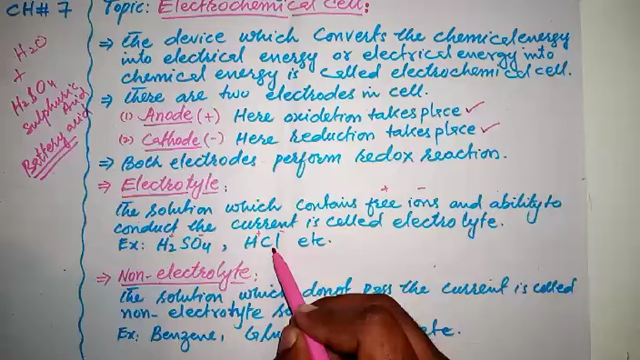 CH# 7 Topic: Electrochemical Cell:
H2O
+
H2SO4
Sulphuric Acid
Battery acid
⇒ The device which converts the chemical energy
into electrical energy or electrical energy into
chemical energy is called electrochemical cell.
⇒ There are two electrodes in cell.
(1) Anode (+) Here oxidetion takes place ✓
(2) Cathode (-) Here reduction takes place ✓
⇒ Both electrodes perform redox reaction.
⇒ Electrotyle:
+ -
The solution which contains free ions and ability to
conduct the current is called electrolyte.
Ex: H2SO4, HCl etc.
⇒ Non-electrolyte:
The solution which donot pass the current is called
non-electrolyte
Ex: Benzene, etc.